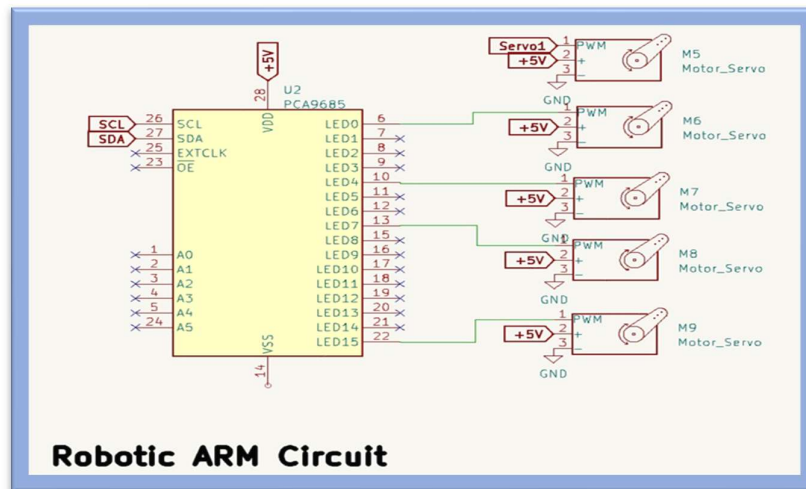 +5V
28
U2
PCA9685
VDD
SCL 26 SCL
SDA 27 SDA
25 EXTCLK
23 OE
1 A0
2 A1
3 A2
4 A3
5 A4
24 A5
LED0 6
LED1 7
LED2 8
LED3 9
LED4 10
LED5 11
LED6 12
LED7 13
LED8 15
LED9 16
LED10 17
LED11 18
LED12 19
LED13 20
LED14 21
LED15 22
VSS
14
Servo1 1 PWM
+5V 2 +
3 -
GND
M5
Motor_Servo
1 PWM
+5V 2 +
3 -
GND
M6
Motor_Servo
1 PWM
+5V 2 +
3 -
GND
M7
Motor_Servo
1 PWM
+5V 2 +
3 -
GND
M8
Motor_Servo
1 PWM
+5V 2 +
3 -
GND
M9
Motor_Servo
Robotic ARM Circuit